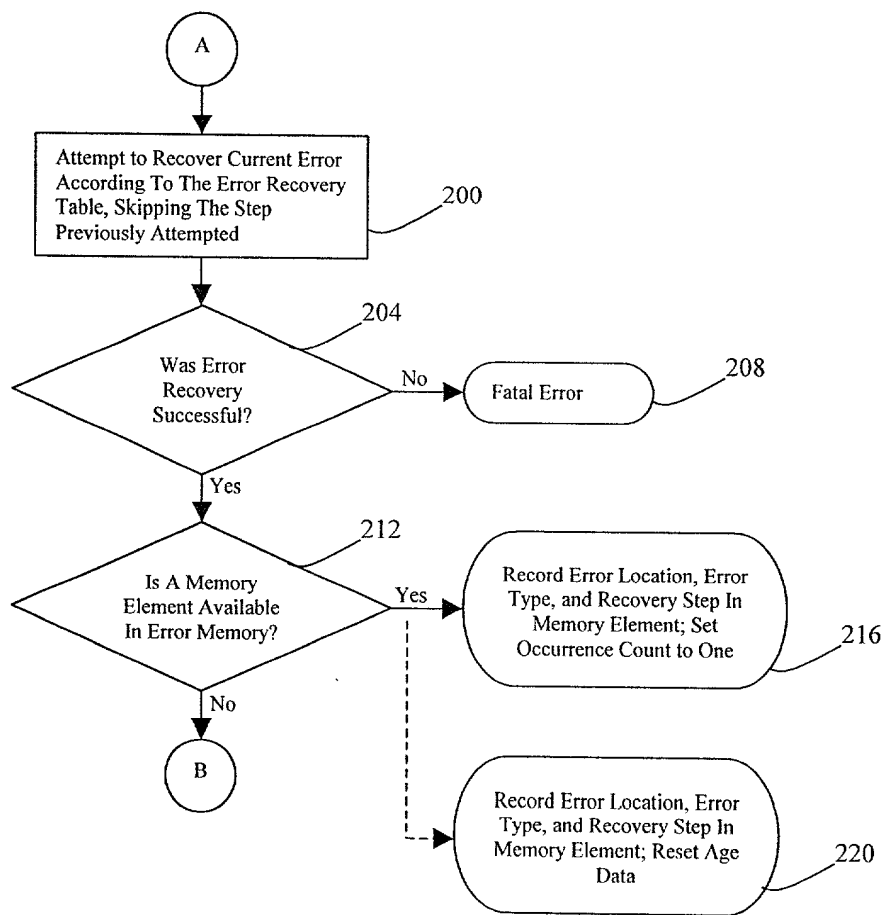 A
Attempt to Recover Current Error
According To The Error Recovery
Table, Skipping The Step
Previously Attempted
200
204
Was Error
Recovery
Successful?
No
Fatal Error
208
Yes
212
Is A Memory
Element Available
In Error Memory?
Yes
Record Error Location, Error
Type, and Recovery Step In
Memory Element; Set
Occurrence Count to One
216
No
B
Record Error Location, Error
Type, and Recovery Step In
Memory Element; Reset Age
Data
220